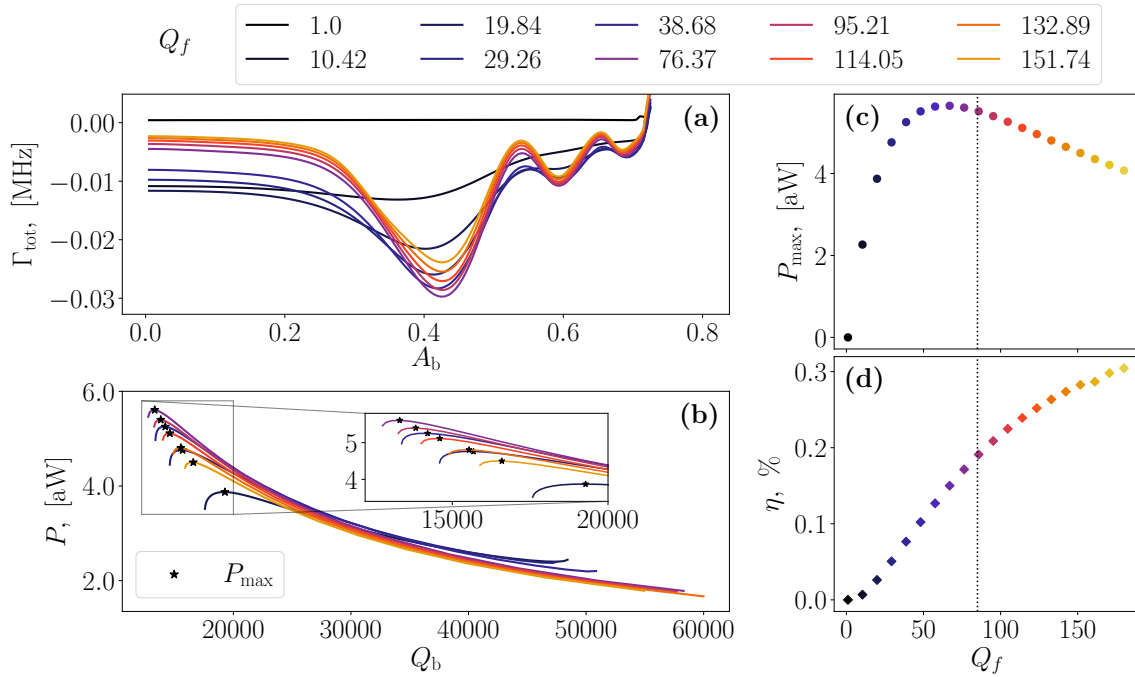 Q_f
1.0 19.84 38.68 95.21 132.89
10.42 29.26 76.37 114.05 151.74
(a)
Γ_tot, [MHz]
0.00
−0.01
−0.02
−0.03
0.0 0.2 0.4 0.6 0.8
A_b
(b)
P, [aW]
6.0
4.0
2.0
5
4
15000 20000
P_max
20000 30000 40000 50000 60000
Q_b
(c)
P_max, [aW]
4
2
0
(d)
η, %
0.3
0.2
0.1
0.0
0 50 100 150
Q_f